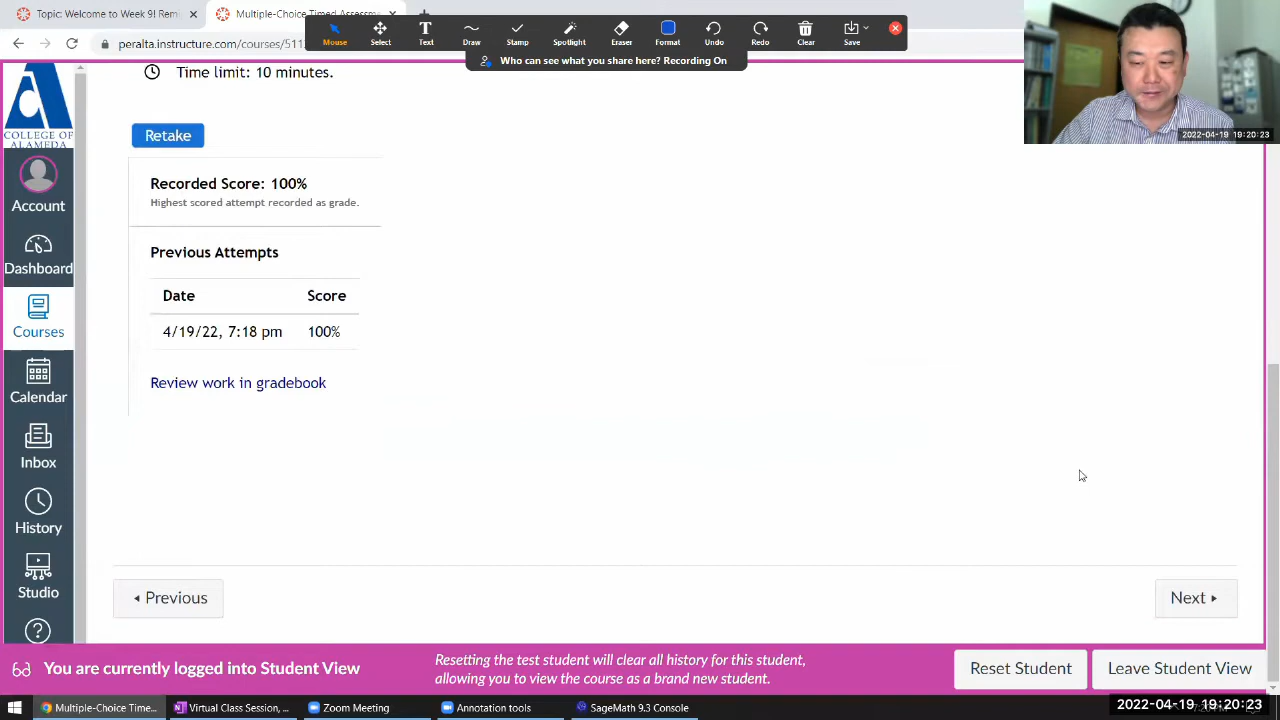 Topic: Welcome to Week 9! Rem
Multiple-Choice Time
peralta.instructure.com/courses/511
Mouse
Select
Text
Draw
Stamp
Spotlight
Eraser
Format
Undo
Redo
Clear
Save
Who can see what you share here? Recording On
2022-04-19 19:20:23
COLLEGE OF
ALAMEDA
Account
Dashboard
Courses
Calendar
Inbox
History
Studio
Time limit: 10 minutes.
Retake
Recorded Score: 100%
Highest scored attempt recorded as grade.
Previous Attempts
Date Score
4/19/22, 7:18 pm 100%
Review work in gradebook
Previous
Next
You are currently logged into Student View
Resetting the test student will clear all history for this student,
allowing you to view the course as a brand new student.
Reset Student
Leave Student View
Multiple-Choice Time...
Virtual Class Session, ...
Zoom Meeting
Annotation tools
SageMath 9.3 Console
2022-04-19 19:20:23